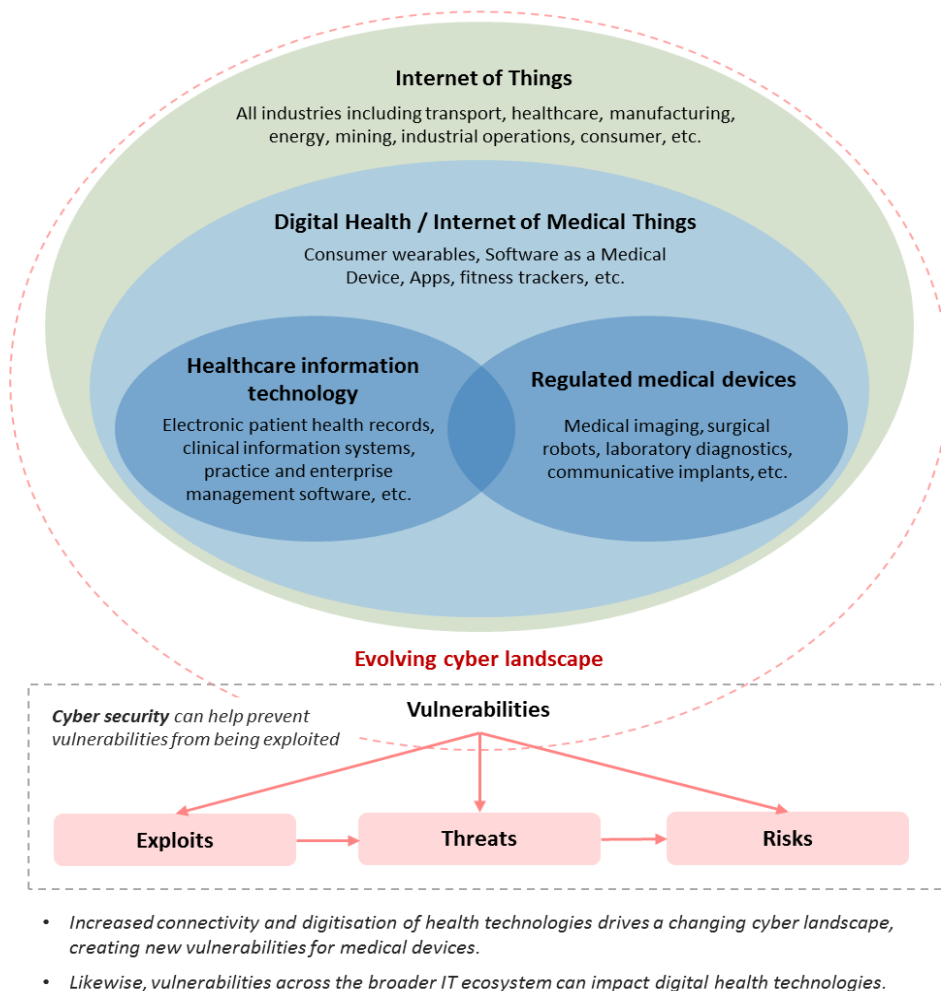 Internet of Things
All industries including transport, healthcare, manufacturing,
energy, mining, industrial operations, consumer, etc.
Digital Health / Internet of Medical Things
Consumer wearables, Software as a Medical
Device, Apps, fitness trackers, etc.
Healthcare information
technology
Electronic patient health records,
clinical information systems,
practice and enterprise
management software, etc.
Regulated medical devices
Medical imaging, surgical
robots, laboratory diagnostics,
communicative implants, etc.
Evolving cyber landscape
Cyber security can help prevent
vulnerabilities from being exploited
Vulnerabilities
Exploits
Threats
Risks
• Increased connectivity and digitisation of health technologies drives a changing cyber landscape,
creating new vulnerabilities for medical devices.
• Likewise, vulnerabilities across the broader IT ecosystem can impact digital health technologies.